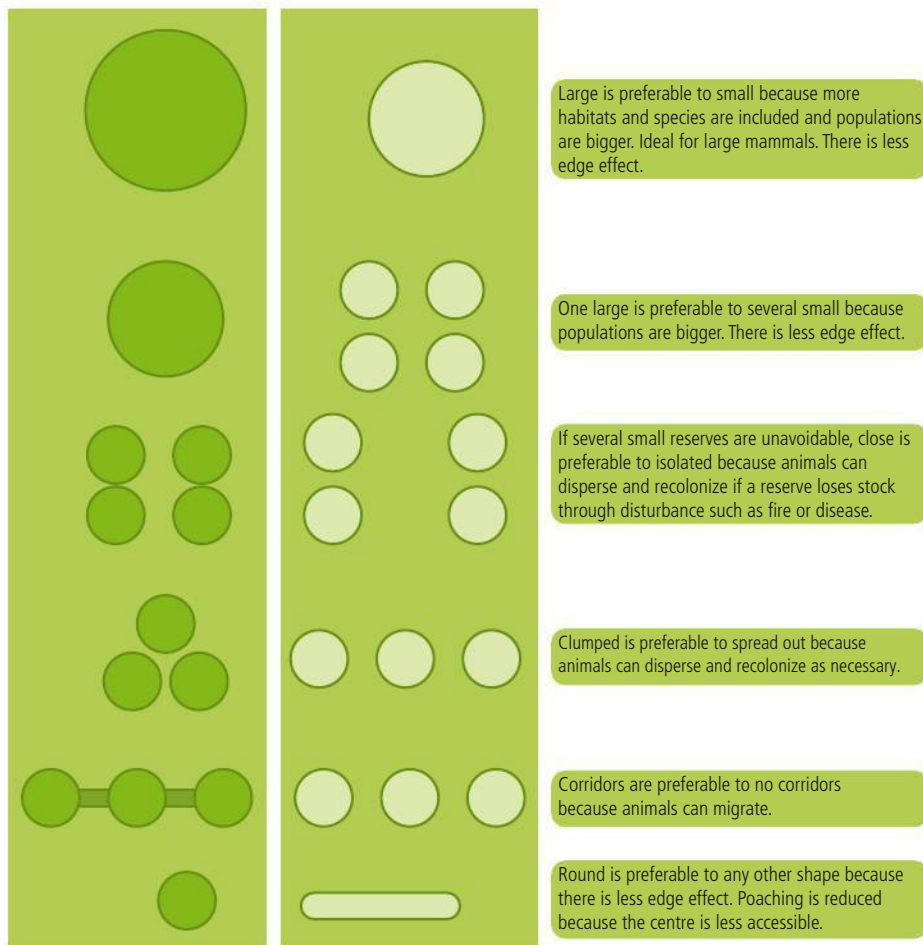 Large is preferable to small because more
habitats and species are included and populations
are bigger. Ideal for large mammals. There is less
edge effect.
One large is preferable to several small because
populations are bigger. There is less edge effect.
If several small reserves are unavoidable, close is
preferable to isolated because animals can
disperse and recolonize if a reserve loses stock
through disturbance such as fire or disease.
Clumped is preferable to spread out because
animals can disperse and recolonize as necessary.
Corridors are preferable to no corridors
because animals can migrate.
Round is preferable to any other shape because
there is less edge effect. Poaching is reduced
because the centre is less accessible.